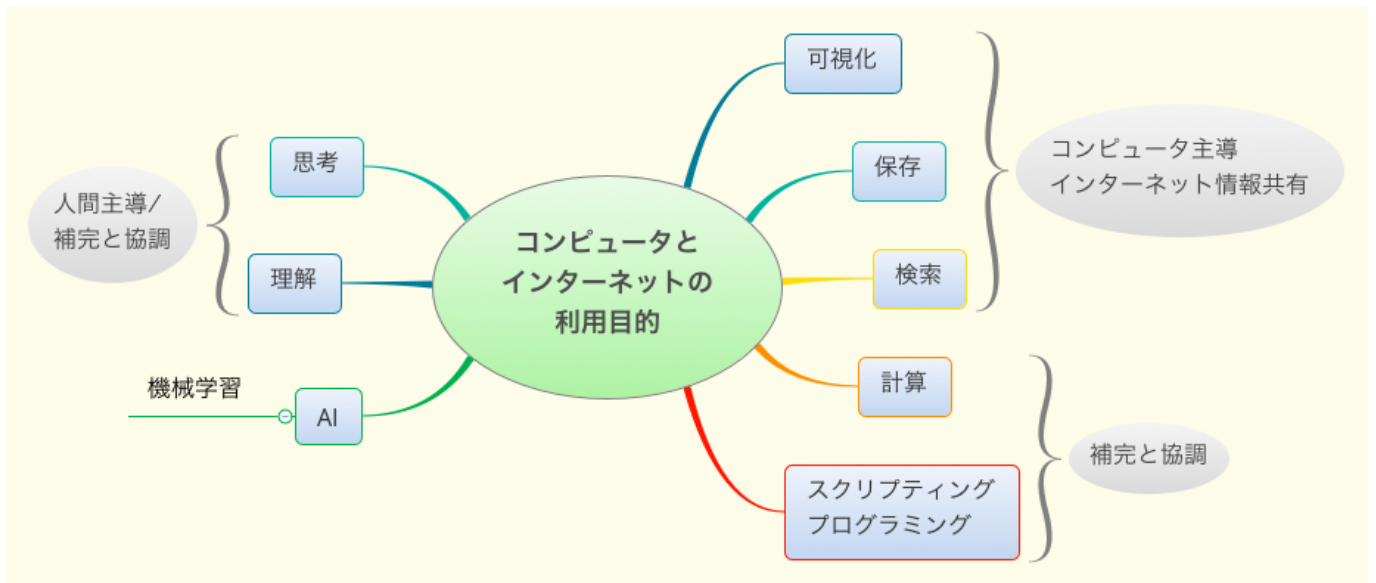 コンピュータと
インターネットの
利用目的
可視化
保存
検索
コンピュータ主導
インターネット情報共有
計算
スクリプティング
プログラミング
補完と協調
思考
理解
人間主導/
補完と協調
AI
機械学習